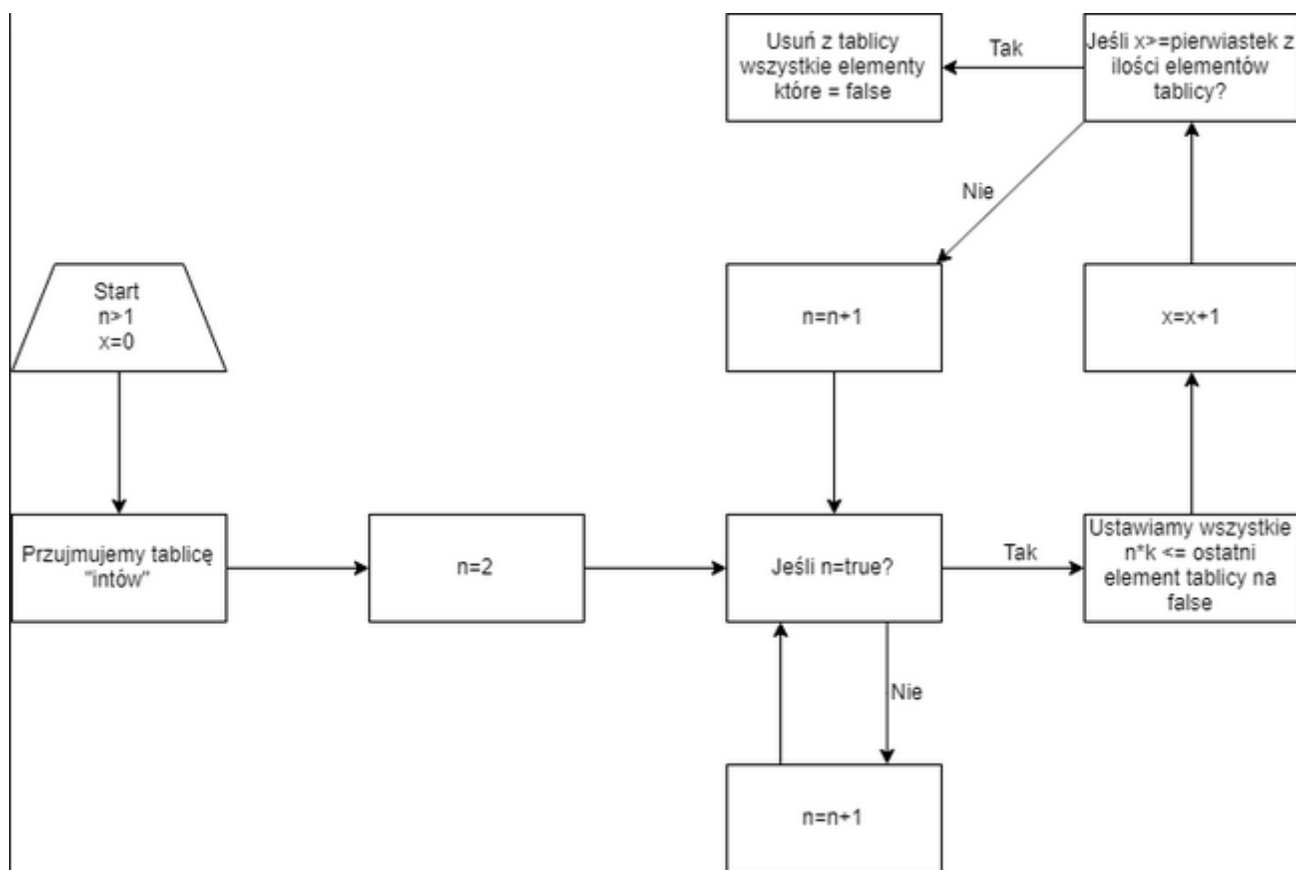 Start
n>1
x=0
Przujmujemy tablicę
"intów"
n=2
Jeśli n=true?
Nie
n=n+1
Tak
Ustawiamy wszystkie
n*k <= ostatni
element tablicy na
false
x=x+1
Jeśli x>=pierwiastek z
ilości elementów
tablicy?
Nie
n=n+1
Tak
Usuń z tablicy
wszystkie elementy
które = false